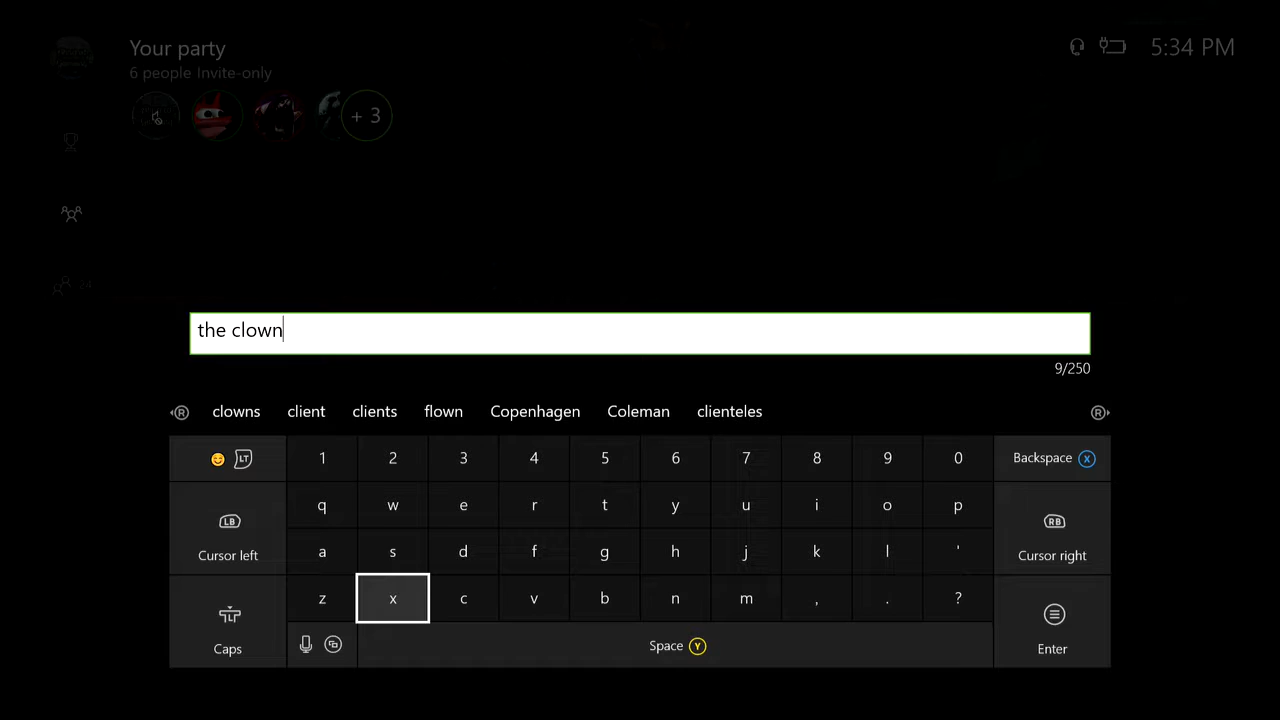 Your party
6 people Invite-only
+ 3
5:34 PM
24
the clown
9/250
R clowns client clients flown Copenhagen Coleman clienteles R
LT 1 2 3 4 5 6 7 8 9 0 Backspace X
LB Cursor left q w e r t y u i o p RB Cursor right
a s d f g h j k l '
Caps z x c v b n m , . ? Enter
Space Y